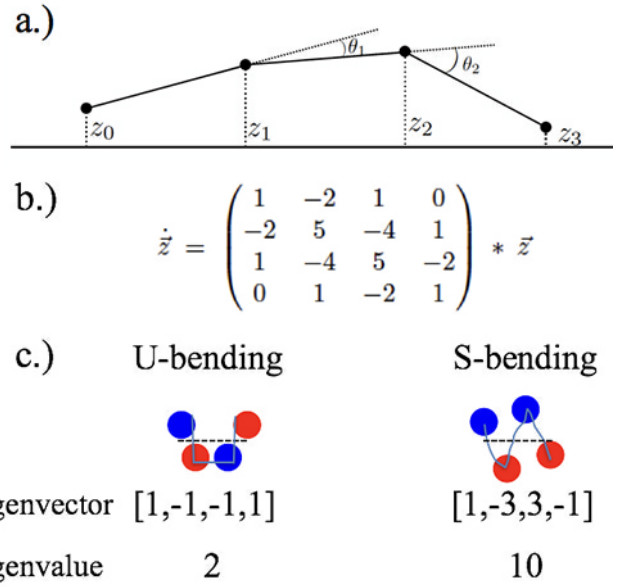 a.)
θ₁
θ₂
z₀
z₁
z₂
z₃
b.)
1 -2 1 0
-2 5 -4 1
ż⃗ = * z⃗
1 -4 5 -2
0 1 -2 1
c.) U-bending S-bending
genvector [1,-1,-1,1] [1,-3,3,-1]
genvalue 2 10